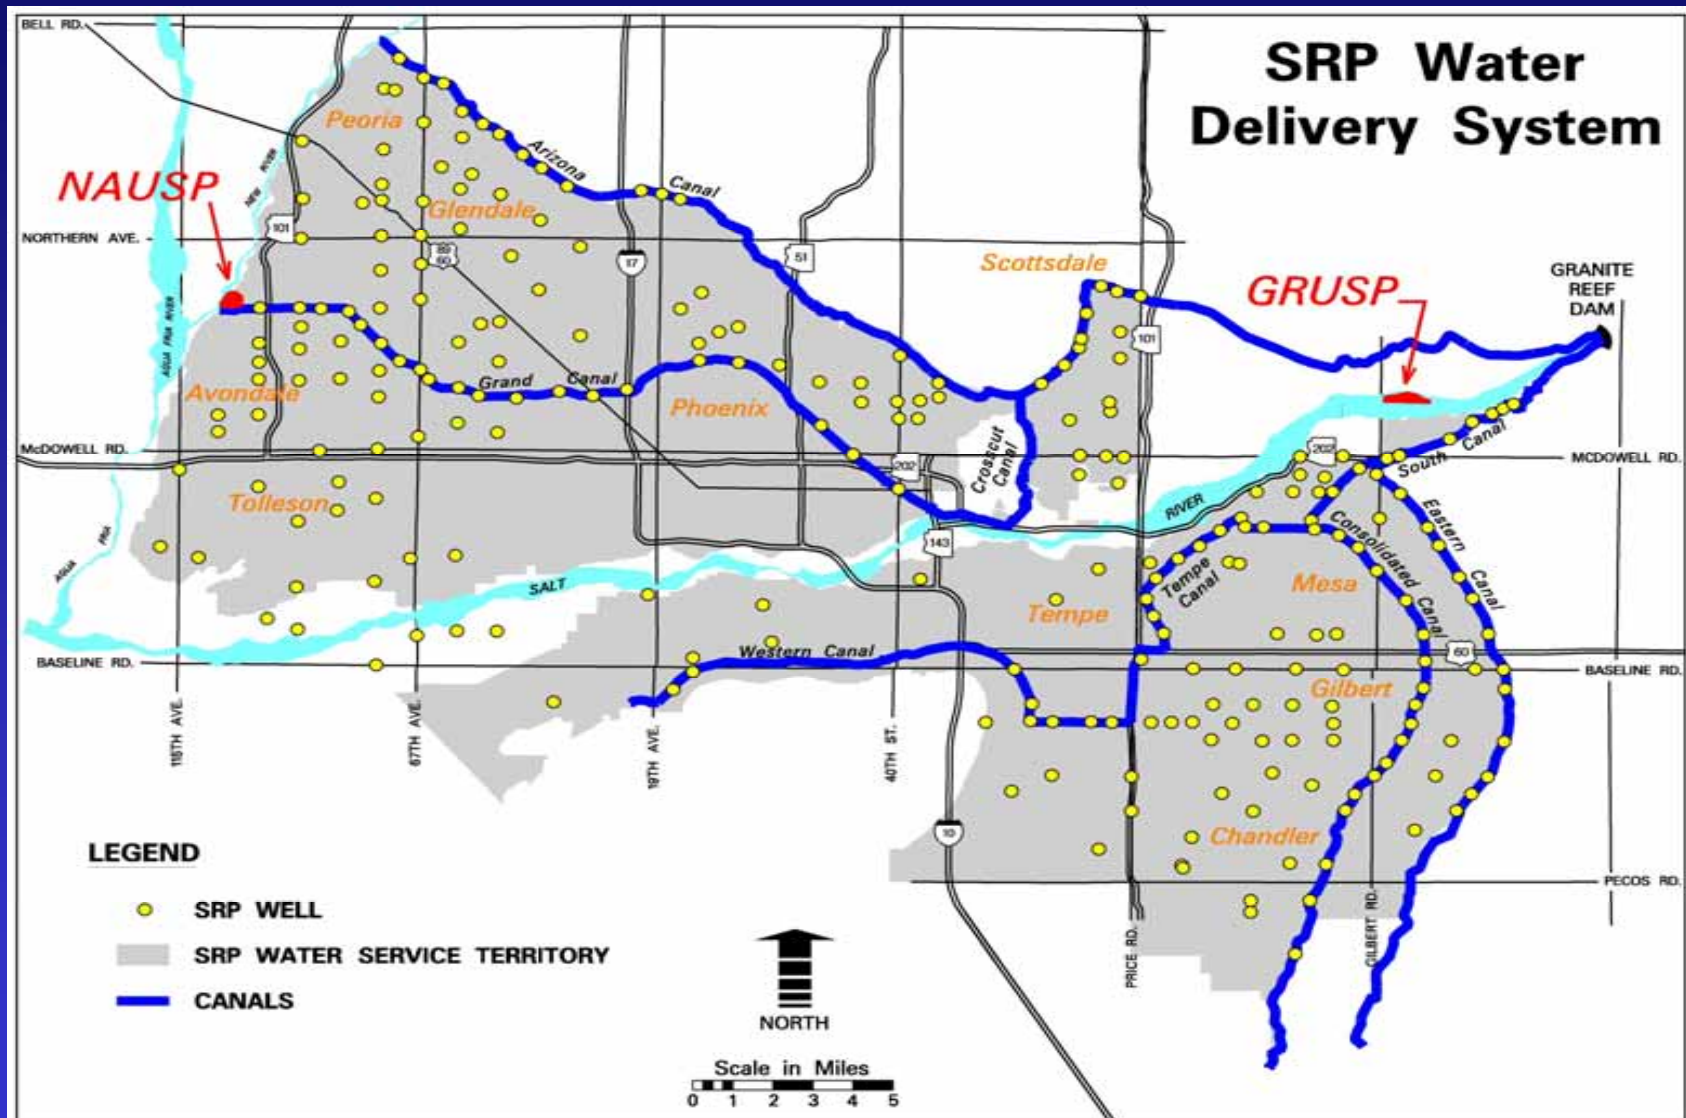 SRP Water
Delivery System
BELL RD.
Peoria
Arizona
Canal
NEW RIVER
NAUSP
Glendale
101
NORTHERN AVE.
89
60
17
51
Scottsdale
GRUSP
GRANITE
REEF
DAM
AGUA FRIA RIVER
101
Avondale
Grand
Canal
Phoenix
McDOWELL RD.
202
Crosscut
Canal
202
South Canal
MCDOWELL RD.
Tolleson
RIVER
Eastern
Canal
Consolidated Canal
AGUA
FRIA
143
SALT
Tempe
Canal
Mesa
Tempe
Western Canal
60
BASELINE RD.
BASELINE RD.
Gilbert
115TH AVE.
67TH AVE.
19TH AVE.
40TH ST.
10
Chandler
PECOS RD.
PRICE RD.
GILBERT RD.
LEGEND
SRP WELL
SRP WATER SERVICE TERRITORY
CANALS
NORTH
Scale in Miles
0 1 2 3 4 5